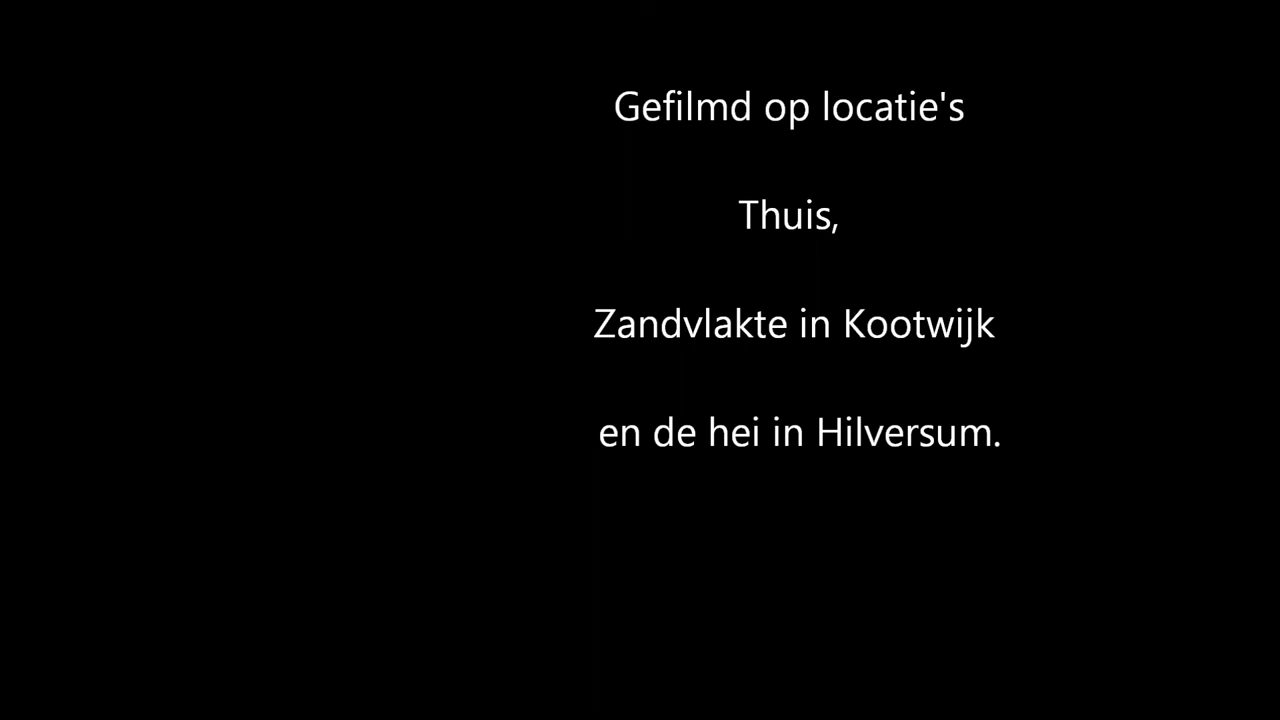 Gefilmd op locatie's
Thuis,
Zandvlakte in Kootwijk
en de hei in Hilversum.